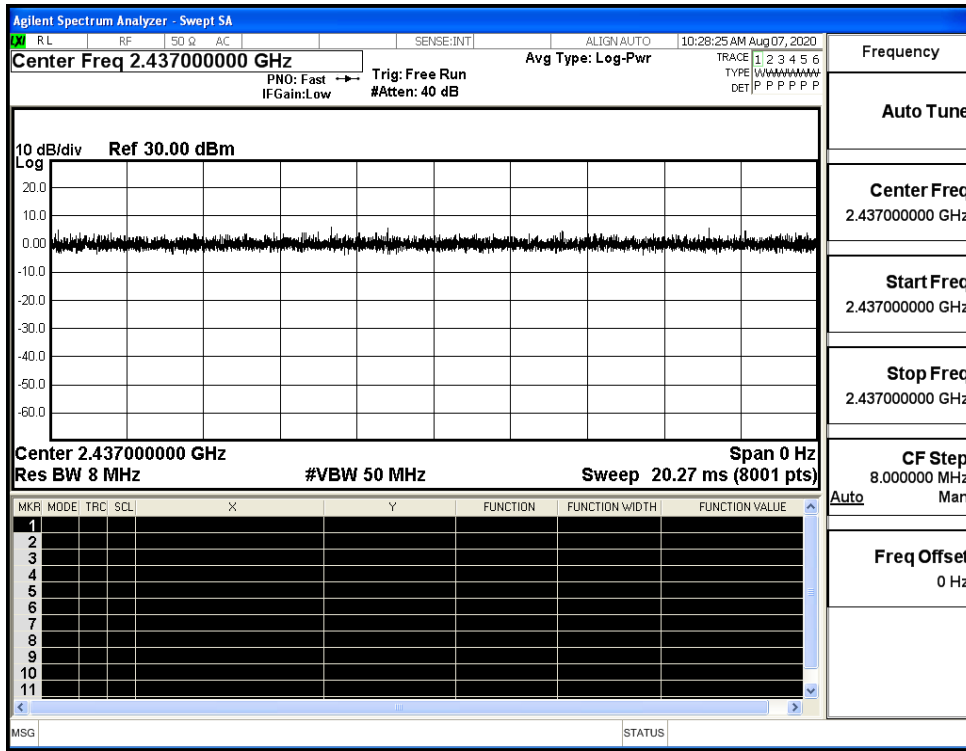 Agilent Spectrum Analyzer - Swept SA
LXI RL RF 50 Ω AC SENSE:INT ALIGN AUTO 10:28:25 AM Aug 07, 2020
Center Freq 2.437000000 GHz Avg Type: Log-Pwr TRACE 1 2 3 4 5 6
PNO: Fast Trig: Free Run TYPE
IFGain:Low #Atten: 40 dB DET P P P P P P
Frequency
Auto Tune
Center Freq
2.437000000 GHz
Start Freq
2.437000000 GHz
Stop Freq
2.437000000 GHz
CF Step
8.000000 MHz
Auto Man
Freq Offset
0 Hz
10 dB/div Ref 30.00 dBm
Log
20.0
10.0
0.00
-10.0
-20.0
-30.0
-40.0
-50.0
-60.0
Center 2.437000000 GHz Span 0 Hz
Res BW 8 MHz #VBW 50 MHz Sweep 20.27 ms (8001 pts)
MKR MODE TRC SCL X Y FUNCTION FUNCTION WIDTH FUNCTION VALUE
1
2
3
4
5
6
7
8
9
10
11
MSG STATUS